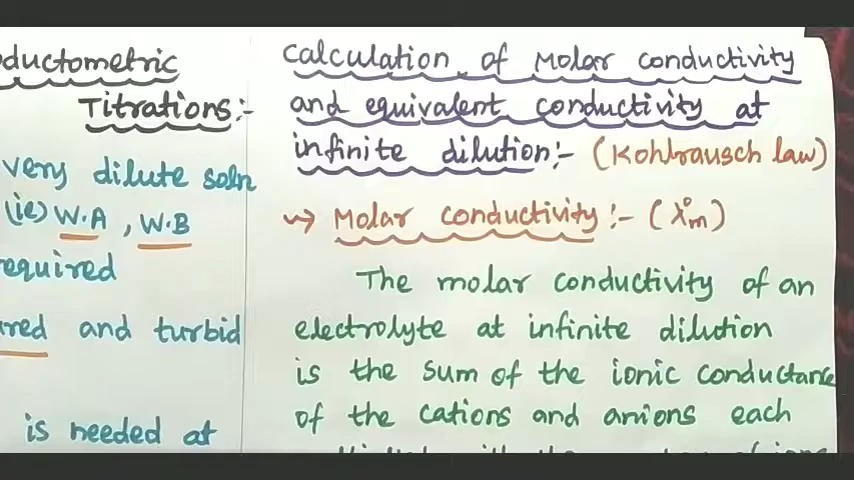 ductometric
Titrations:-
very dilute soln
(ie) W.A , W.B
equired
red and turbid
is needed at
calculation of Molar conductivity
and equivalent conductivity at
infinite dilution:- (Kohlrausch law)
→ Molar conductivity:- (λ°m)
The molar conductivity of an
electrolyte at infinite dilution
is the sum of the ionic conductance
of the cations and anions each